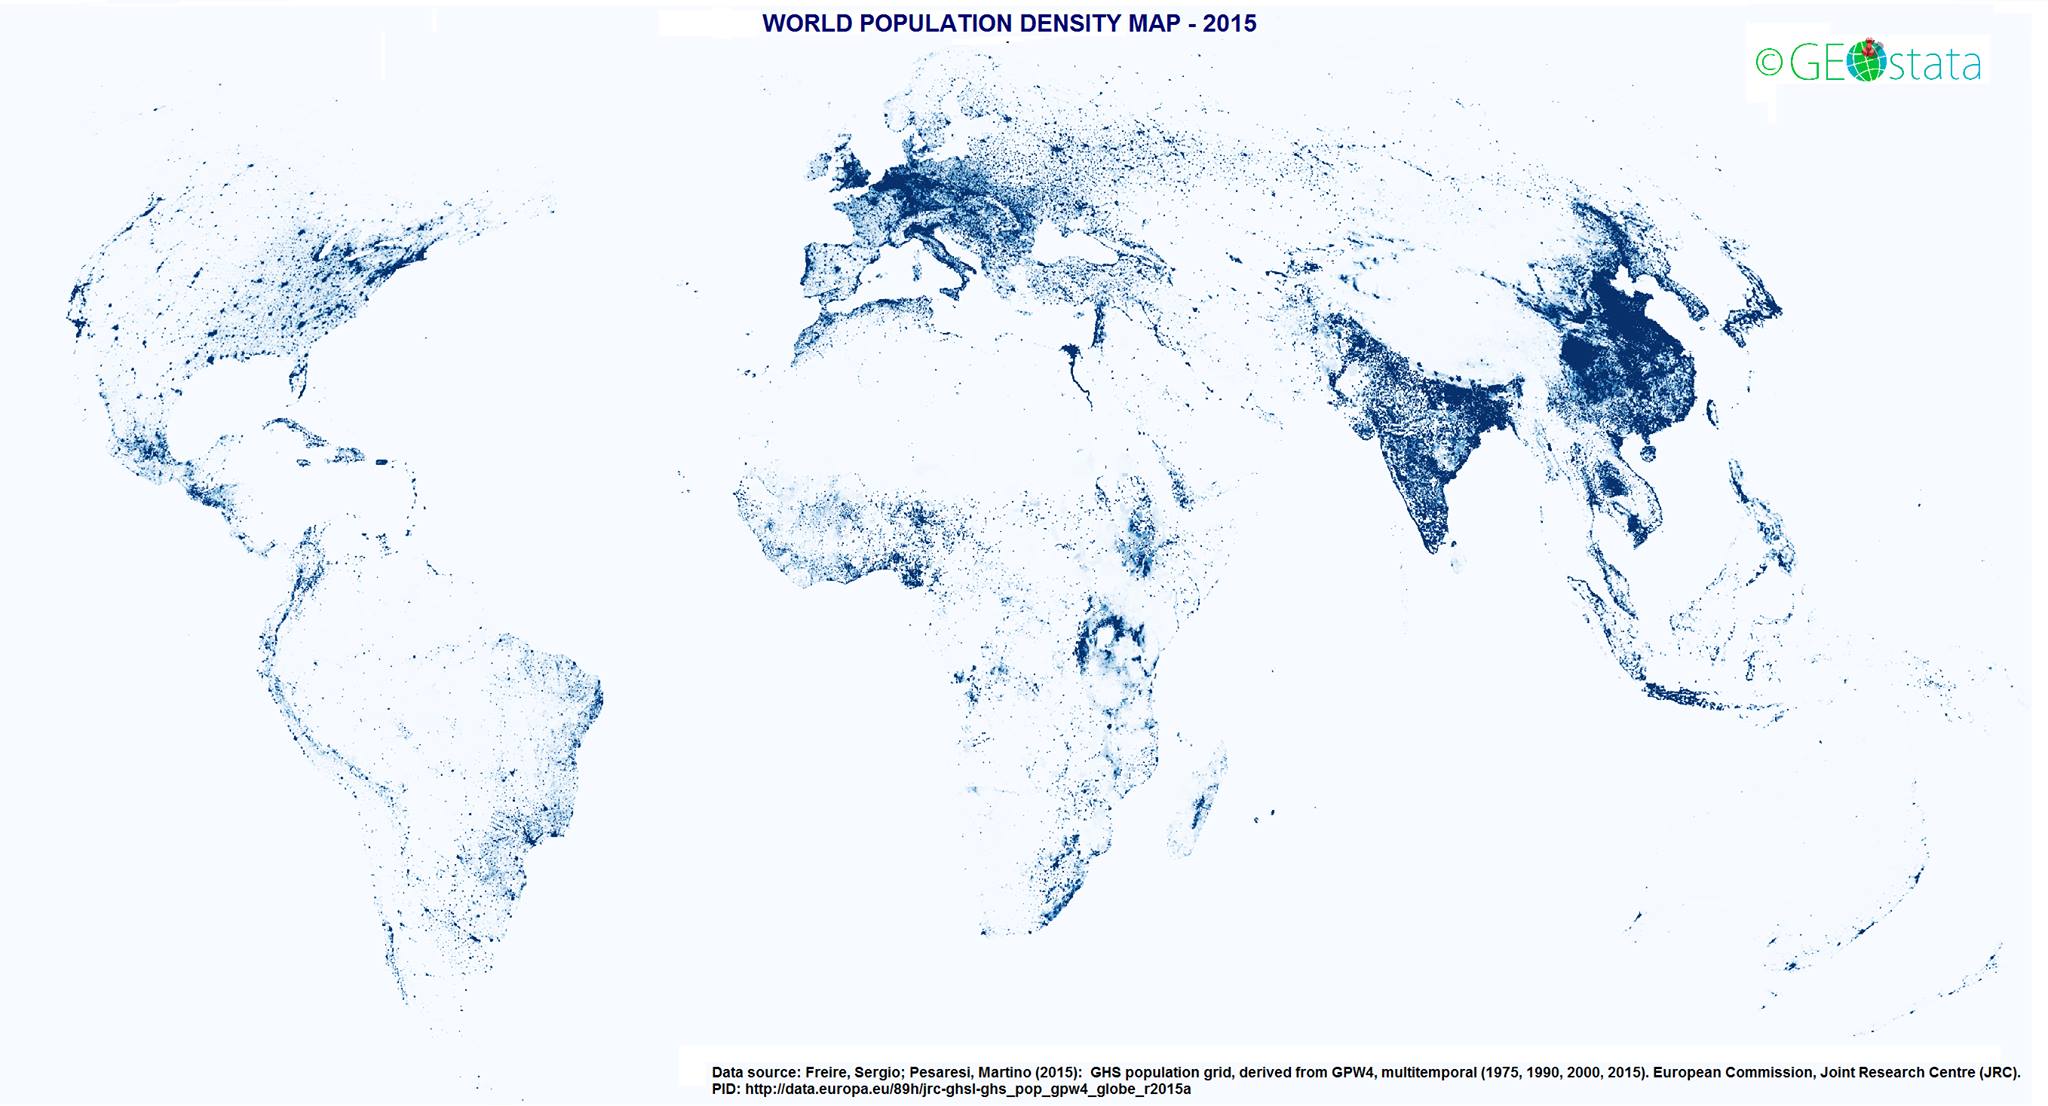 WORLD POPULATION DENSITY MAP - 2015
©GEOstata
Data source: Freire, Sergio; Pesaresi, Martino (2015):  GHS population grid, derived from GPW4, multitemporal (1975, 1990, 2000, 2015). European Commission, Joint Research Centre (JRC).
PID: http://data.europa.eu/89h/jrc-ghsl-ghs_pop_gpw4_globe_r2015a